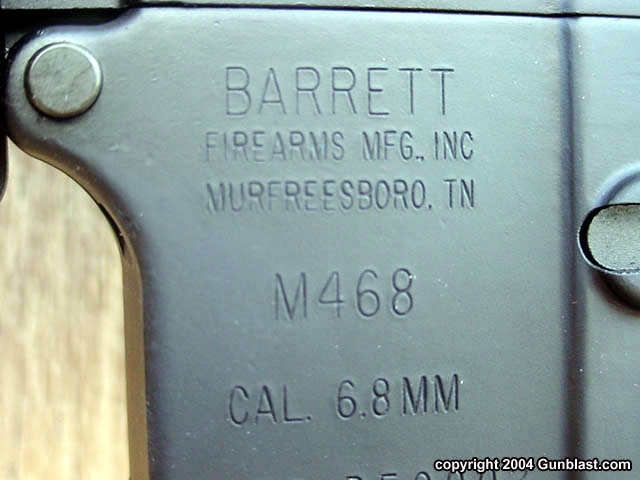 BARRETT
FIREARMS MFG., INC
MURFREESBORO, TN
M468
CAL. 6.8MM
copyright 2004 Gunblast.com